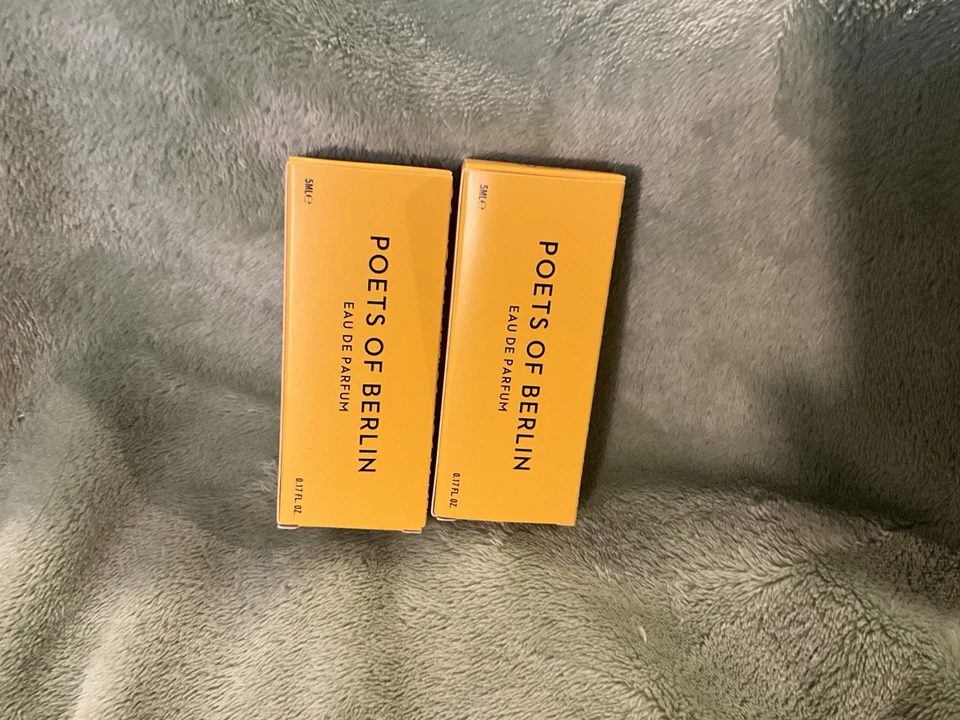 POETS OF BERLIN
EAU DE PARFUM
5ML℮
0.17 FL. OZ.
POETS OF BERLIN
EAU DE PARFUM
5ML℮
0.17 FL. OZ.